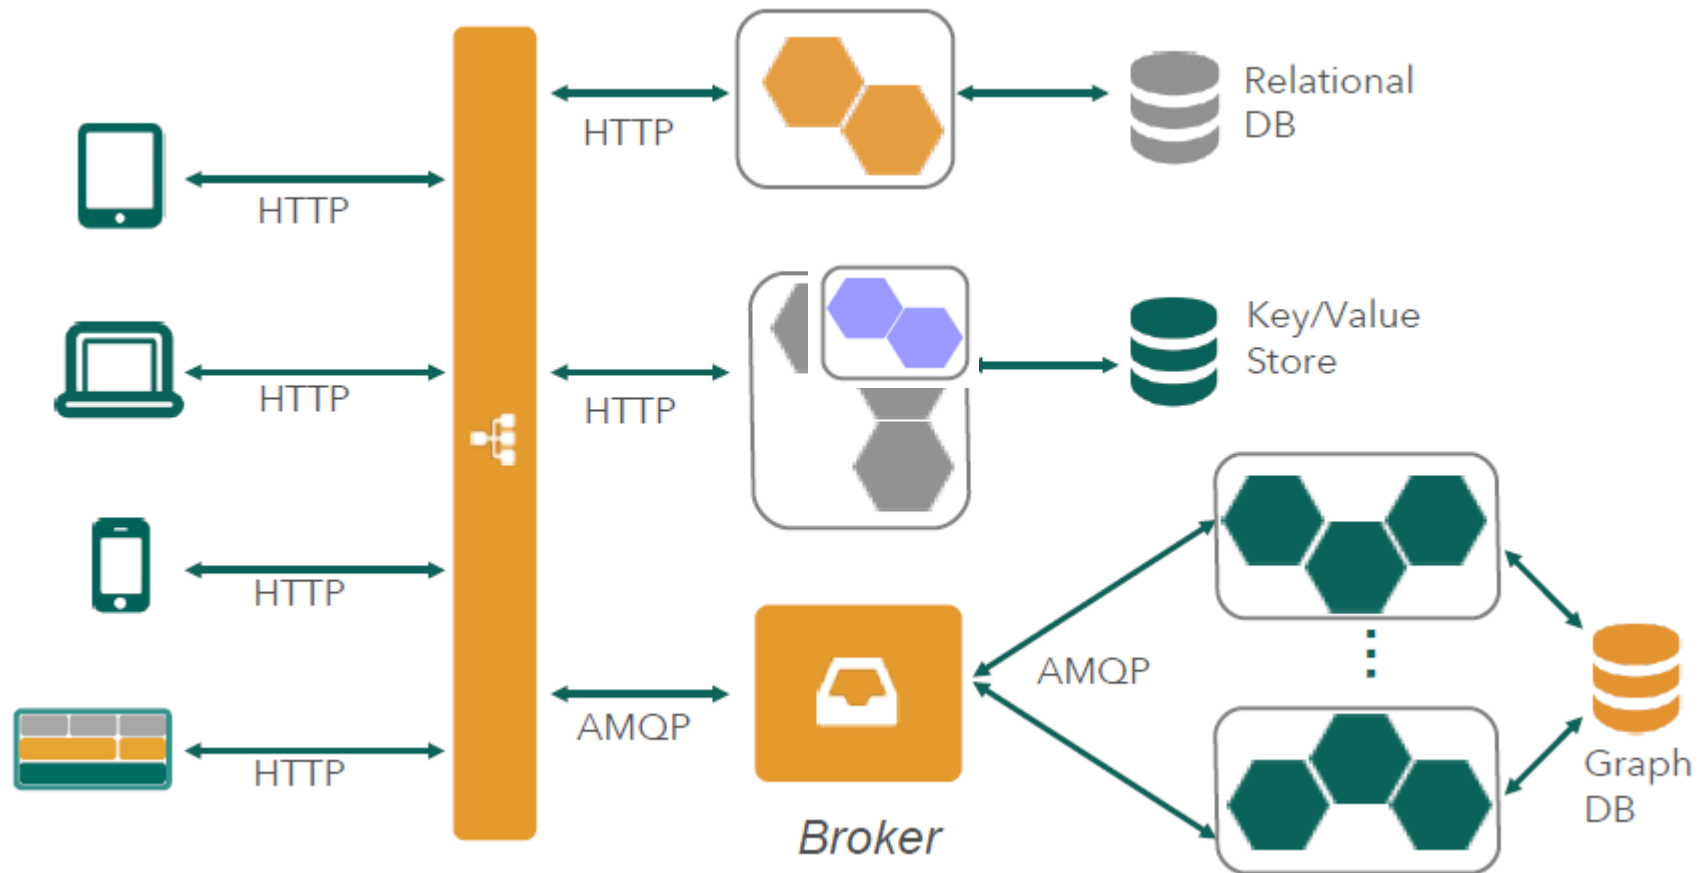 HTTP
HTTP
HTTP
HTTP
HTTP
HTTP
AMQP
Broker
AMQP
Relational
DB
Key/Value
Store
Graph
DB